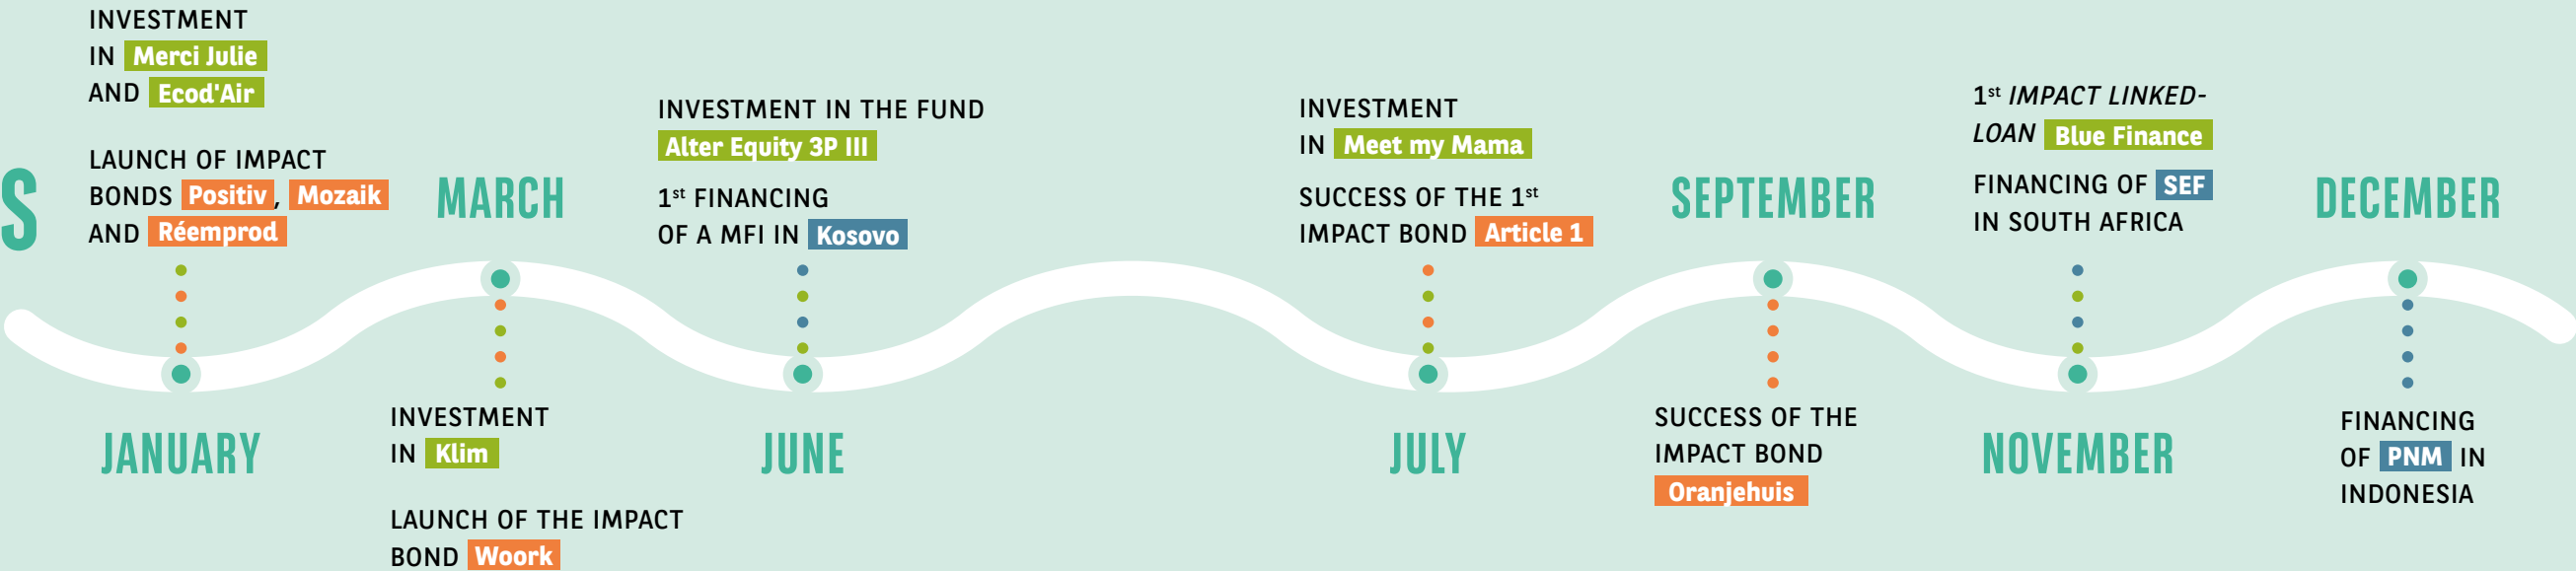 S
INVESTMENT
IN Merci Julie
AND Ecod'Air
LAUNCH OF IMPACT
BONDS Positiv, Mozaik
AND Réemprod
JANUARY
MARCH
INVESTMENT
IN Klim
LAUNCH OF THE IMPACT
BOND Woork
INVESTMENT IN THE FUND
Alter Equity 3P III
1st FINANCING
OF A MFI IN Kosovo
JUNE
INVESTMENT
IN Meet my Mama
SUCCESS OF THE 1st
IMPACT BOND Article 1
JULY
SEPTEMBER
SUCCESS OF THE
IMPACT BOND
Oranjehuis
1st IMPACT LINKED-
LOAN Blue Finance
FINANCING OF SEF
IN SOUTH AFRICA
NOVEMBER
DECEMBER
FINANCING
OF PNM IN
INDONESIA